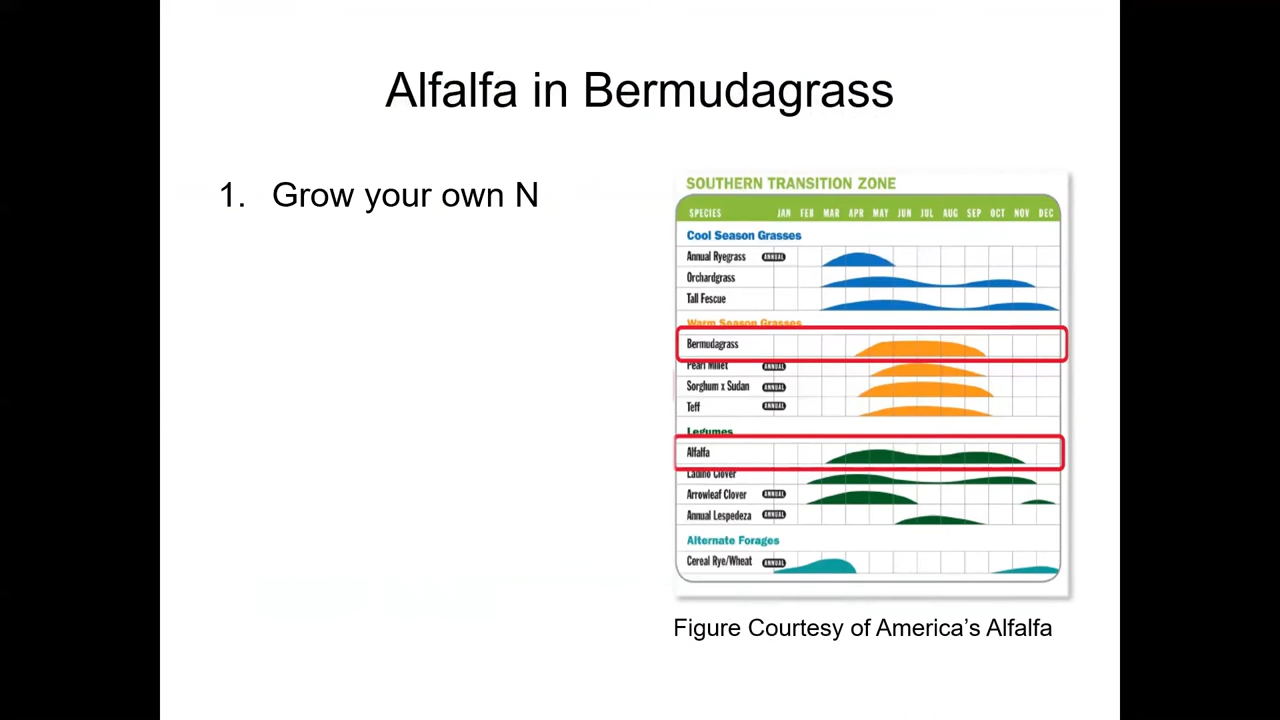 Alfalfa in Bermudagrass
1. Grow your own N
SOUTHERN TRANSITION ZONE
SPECIES JAN FEB MAR APR MAY JUN JUL AUG SEP OCT NOV DEC
Cool Season Grasses
Annual Ryegrass ANNUAL
Orchardgrass
Tall Fescue
Warm Season Grasses
Bermudagrass
Pearl Millet ANNUAL
Sorghum x Sudan ANNUAL
Teff ANNUAL
Legumes
Alfalfa
Ladino Clover
Arrowleaf Clover ANNUAL
Annual Lespedeza ANNUAL
Alternate Forages
Cereal Rye/Wheat ANNUAL
Figure Courtesy of America's Alfalfa